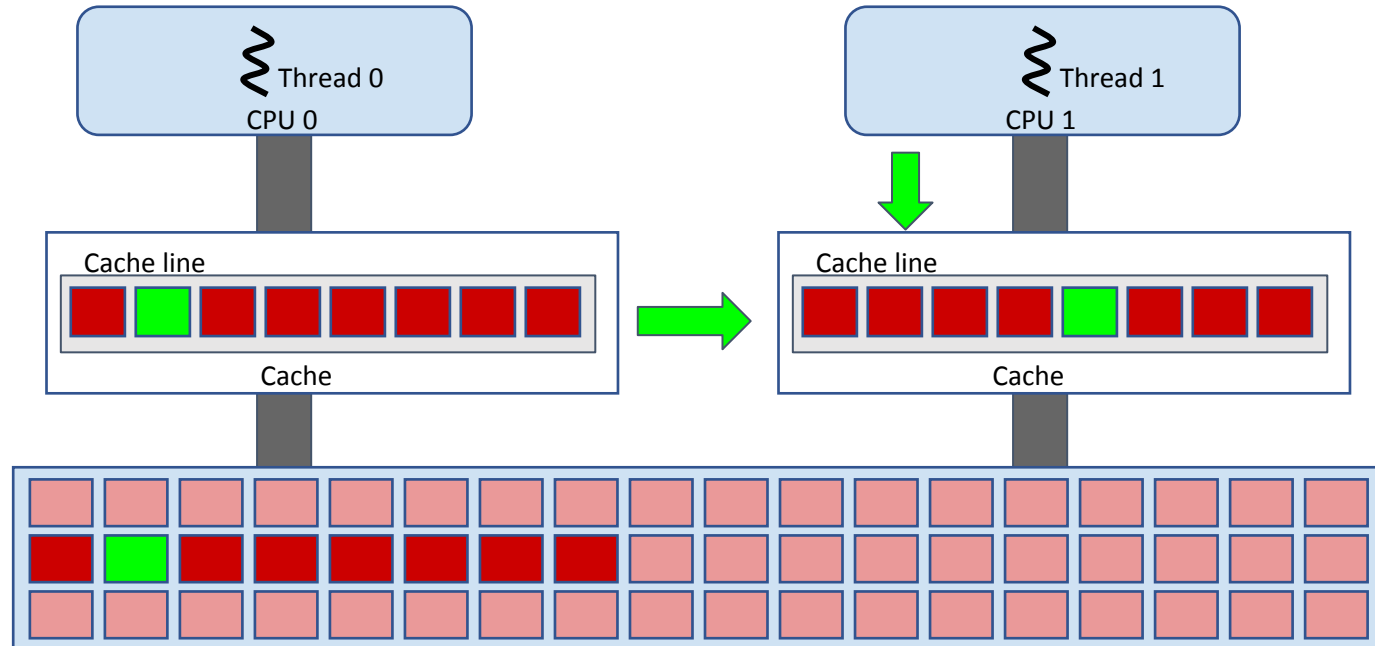 Thread 0
CPU 0
Thread 1
CPU 1
Cache line
Cache
Cache line
Cache